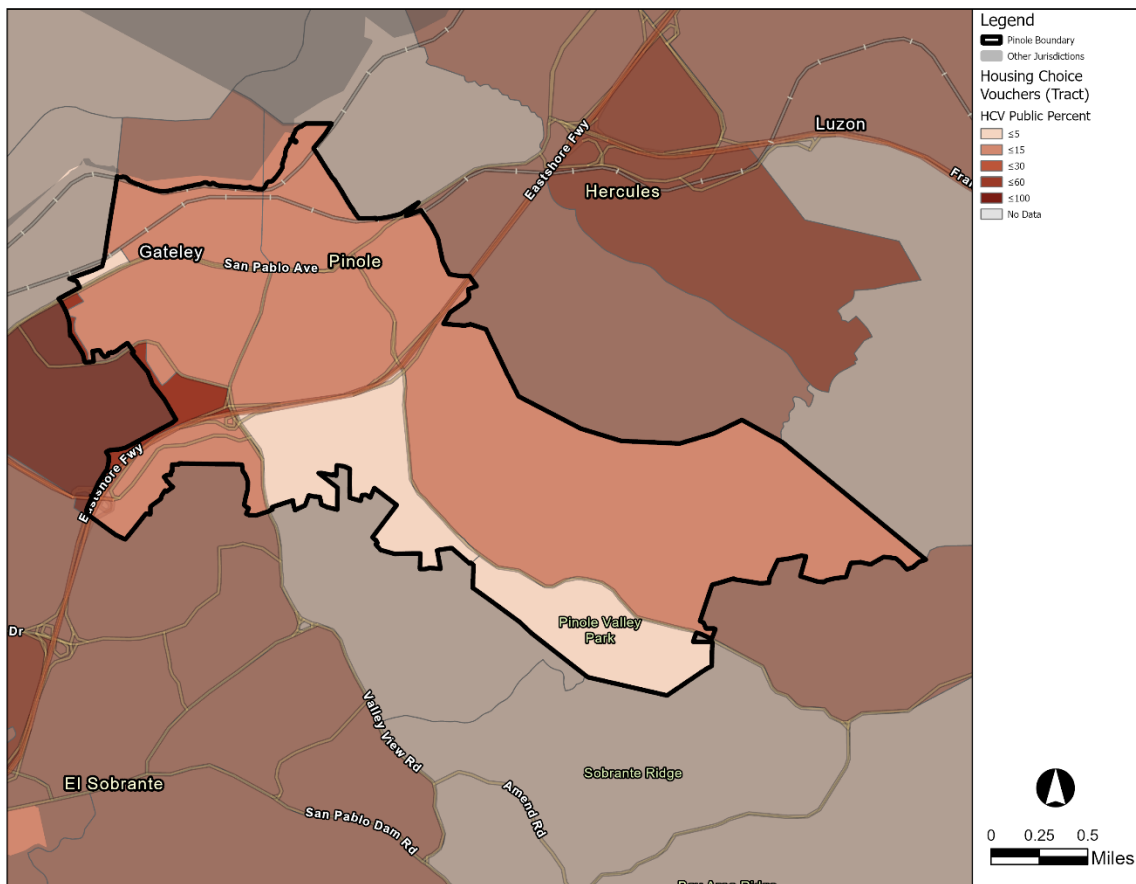 Legend
Pinole Boundary
Other Jurisdictions
Housing Choice
Vouchers (Tract)
HCV Public Percent
≤5
≤15
≤30
≤60
≤100
No Data
Luzon
Eastshore Fwy
Hercules
Fra
Gateley
San Pablo Ave
Pinole
Eastshore Fwy
Pinole Valley
Park
Dr
Valley View Rd
El Sobrante
Sobrante Ridge
Amend Rd
San Pablo Dam Rd
0 0.25 0.5
Miles